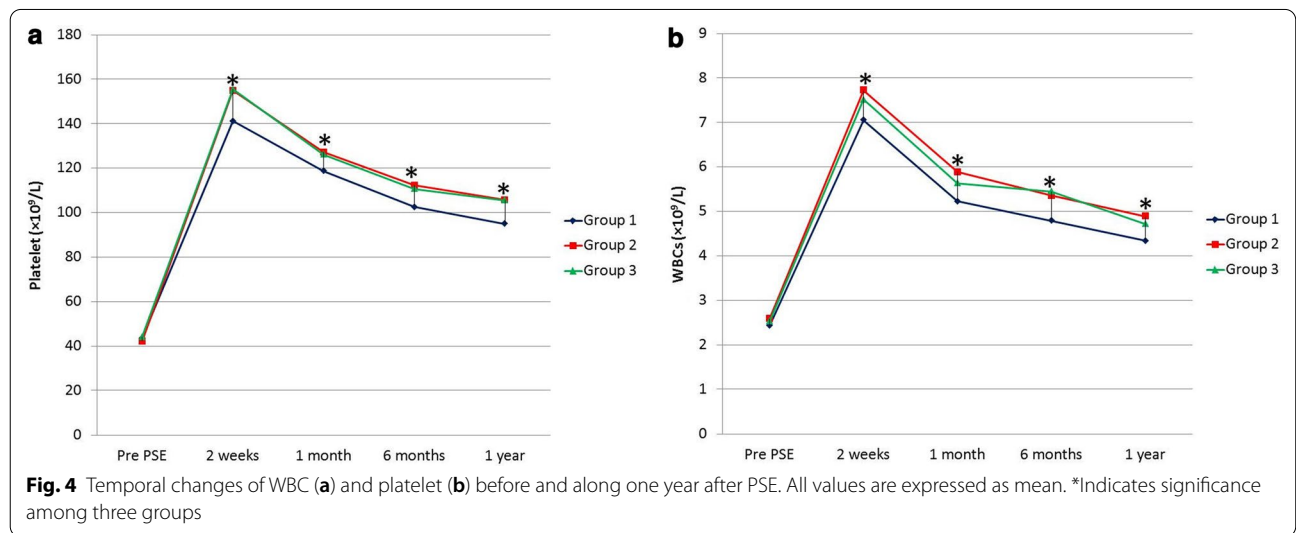 a
180
160
140
120
100
80
60
40
20
0
Platelet (×10⁹/L)
Pre PSE 2 weeks 1 month 6 months 1 year
* * * *
Group 1
Group 2
Group 3
b
9
8
7
6
5
4
3
2
1
0
WBCs (×10⁹/L)
Pre PSE 2 weeks 1 month 6 months 1 year
* * * *
Group 1
Group 2
Group 3
Fig. 4 Temporal changes of WBC (a) and platelet (b) before and along one year after PSE. All values are expressed as mean. *Indicates significance
among three groups